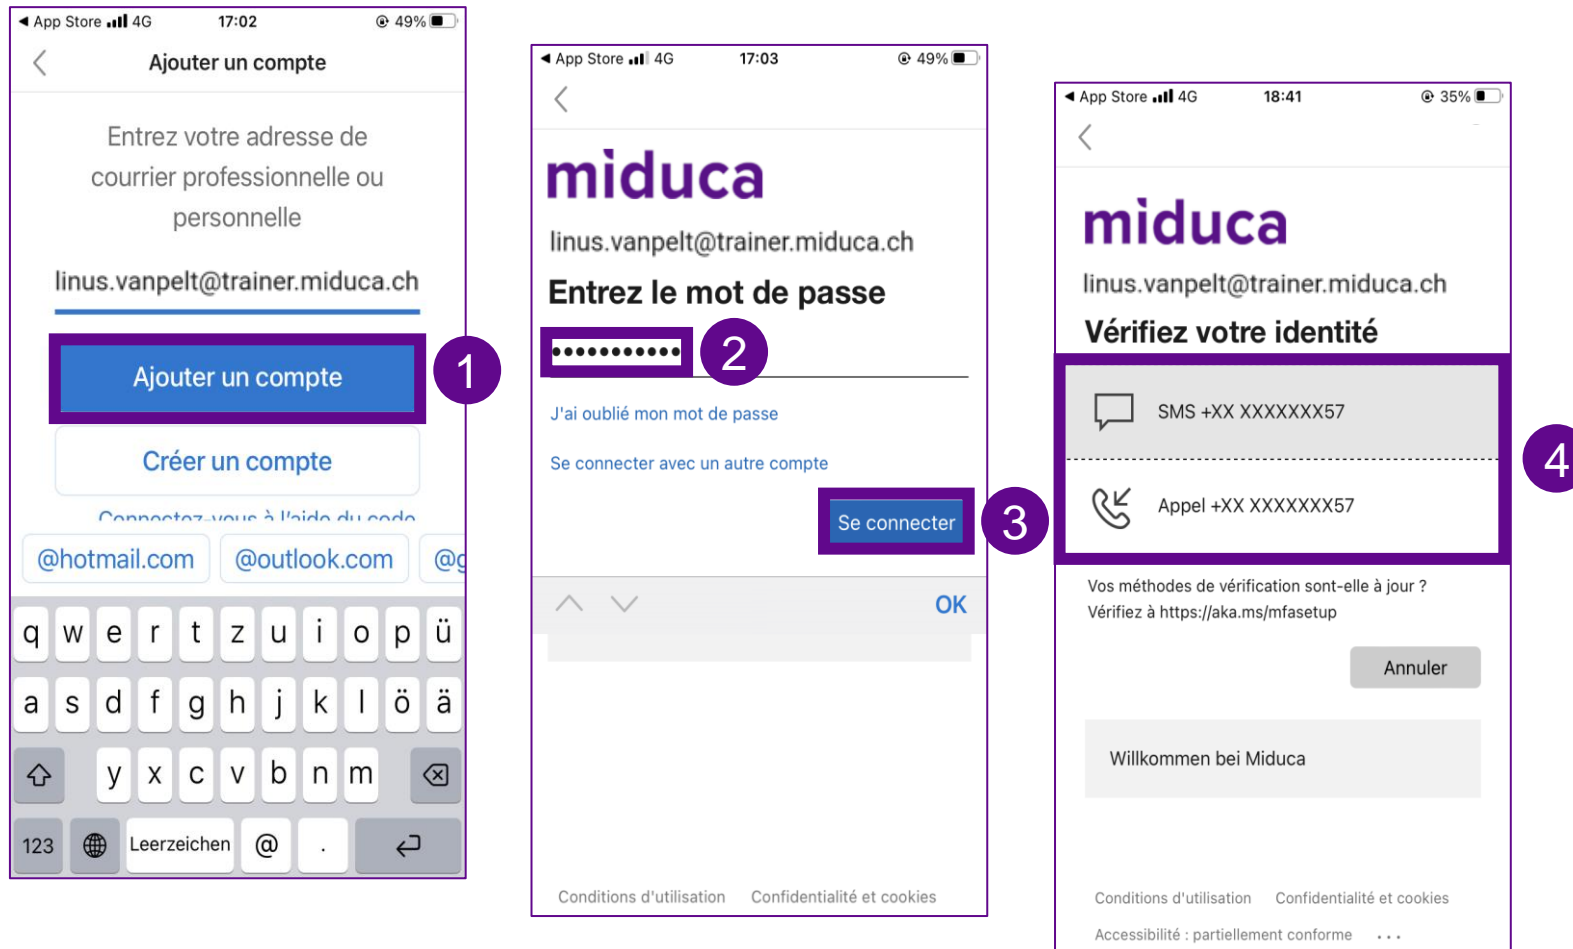 App Store 4G 17:02 49%
Ajouter un compte
Entrez votre adresse de
courrier professionnelle ou
personnelle
linus.vanpelt@trainer.miduca.ch
Ajouter un compte
1
Créer un compte
Connectez-vous à l'aide du code
@hotmail.com @outlook.com @g
q w e r t z u i o p ü
a s d f g h j k l ö ä
y x c v b n m
123 Leerzeichen @ .
App Store 4G 17:03 49%
miduca
linus.vanpelt@trainer.miduca.ch
Entrez le mot de passe
••••••••••• 2
J'ai oublié mon mot de passe
Se connecter avec un autre compte
Se connecter 3
OK
Conditions d'utilisation Confidentialité et cookies
App Store 4G 18:41 35%
miduca
linus.vanpelt@trainer.miduca.ch
Vérifiez votre identité
SMS +XX XXXXXXX57
4
Appel +XX XXXXXXX57
Vos méthodes de vérification sont-elle à jour ?
Vérifiez à https://aka.ms/mfasetup
Annuler
Willkommen bei Miduca
Conditions d'utilisation Confidentialité et cookies
Accessibilité : partiellement conforme ...